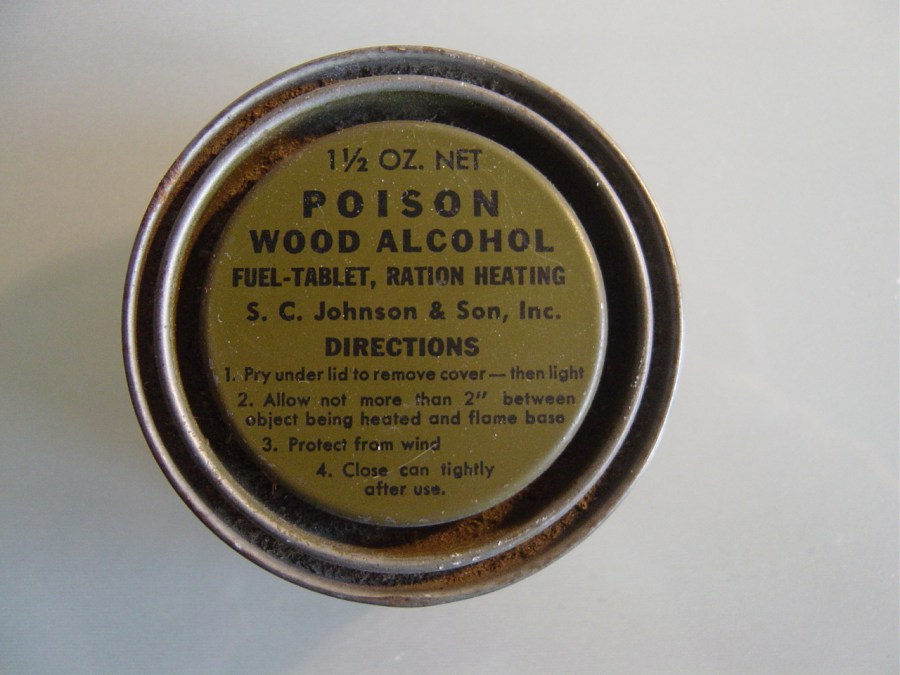 1½ OZ. NET
POISON
WOOD ALCOHOL
FUEL-TABLET, RATION HEATING
S. C. Johnson & Son, Inc.
DIRECTIONS
1. Pry under lid to remove cover — then light
2. Allow not more than 2" between
object being heated and flame base
3. Protect from wind
4. Close can tightly
after use.